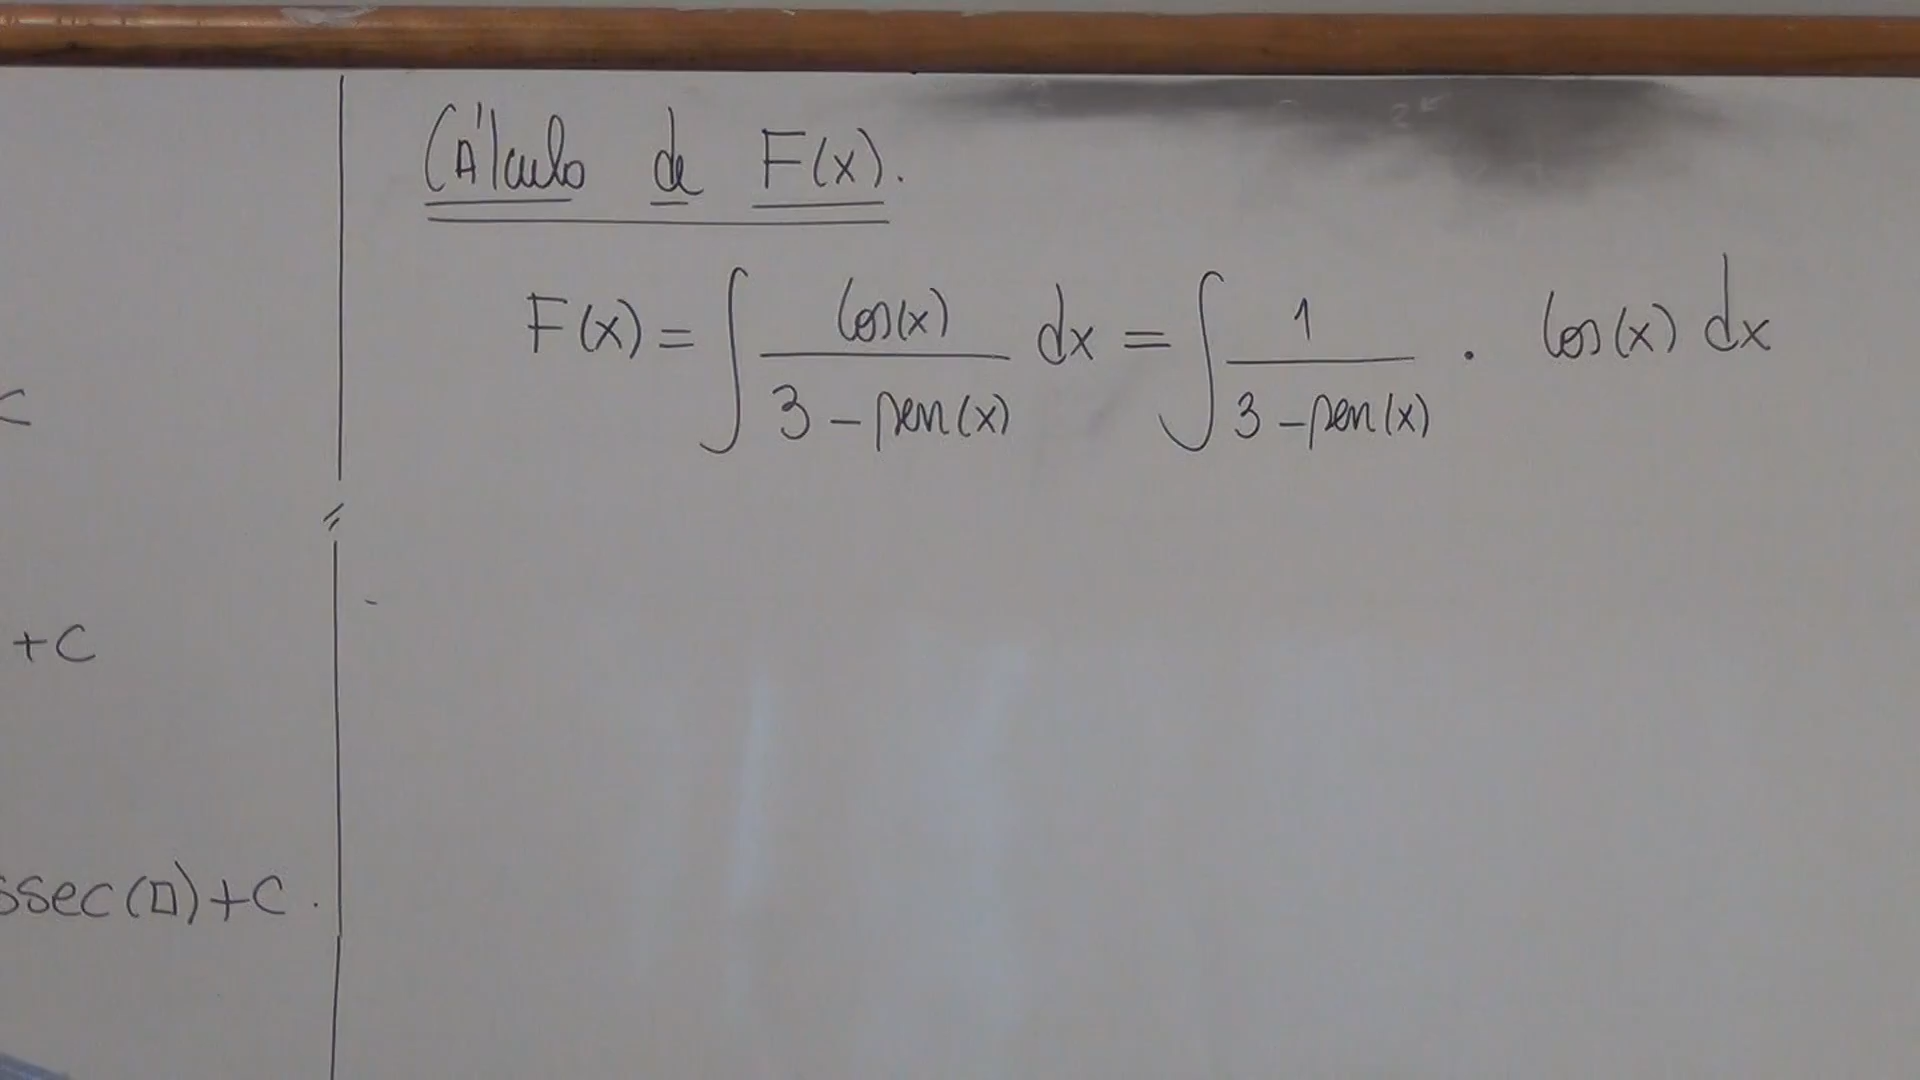 Cálculo de F(x).
F(x) = ∫ cos(x) / (3 - sen(x)) dx = ∫ 1 / (3 - sen(x)) · cos(x) dx
C
+C
ssec(□)+C.